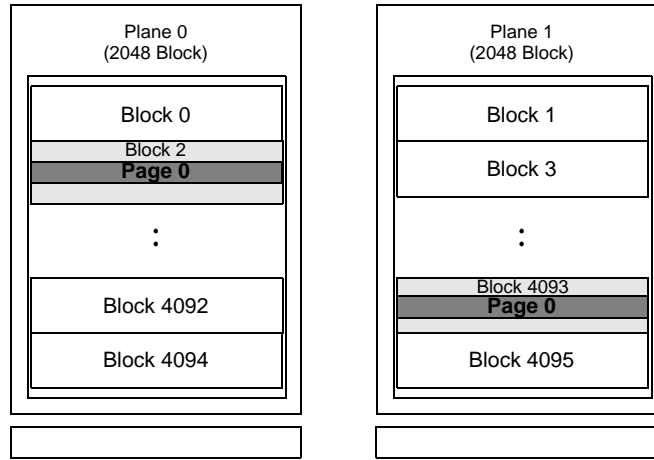 Plane 0
(2048 Block)
Block 0
Block 2
Page 0
:
Block 4092
Block 4094
Plane 1
(2048 Block)
Block 1
Block 3
:
Block 4093
Page 0
Block 4095